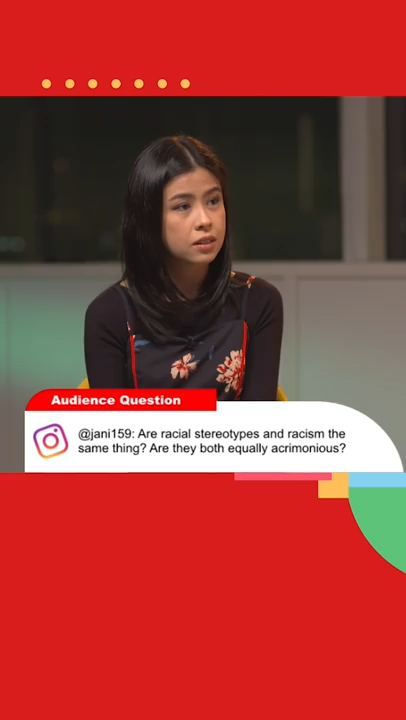 Audience Question
@jani159: Are racial stereotypes and racism the
same thing? Are they both equally acrimonious?